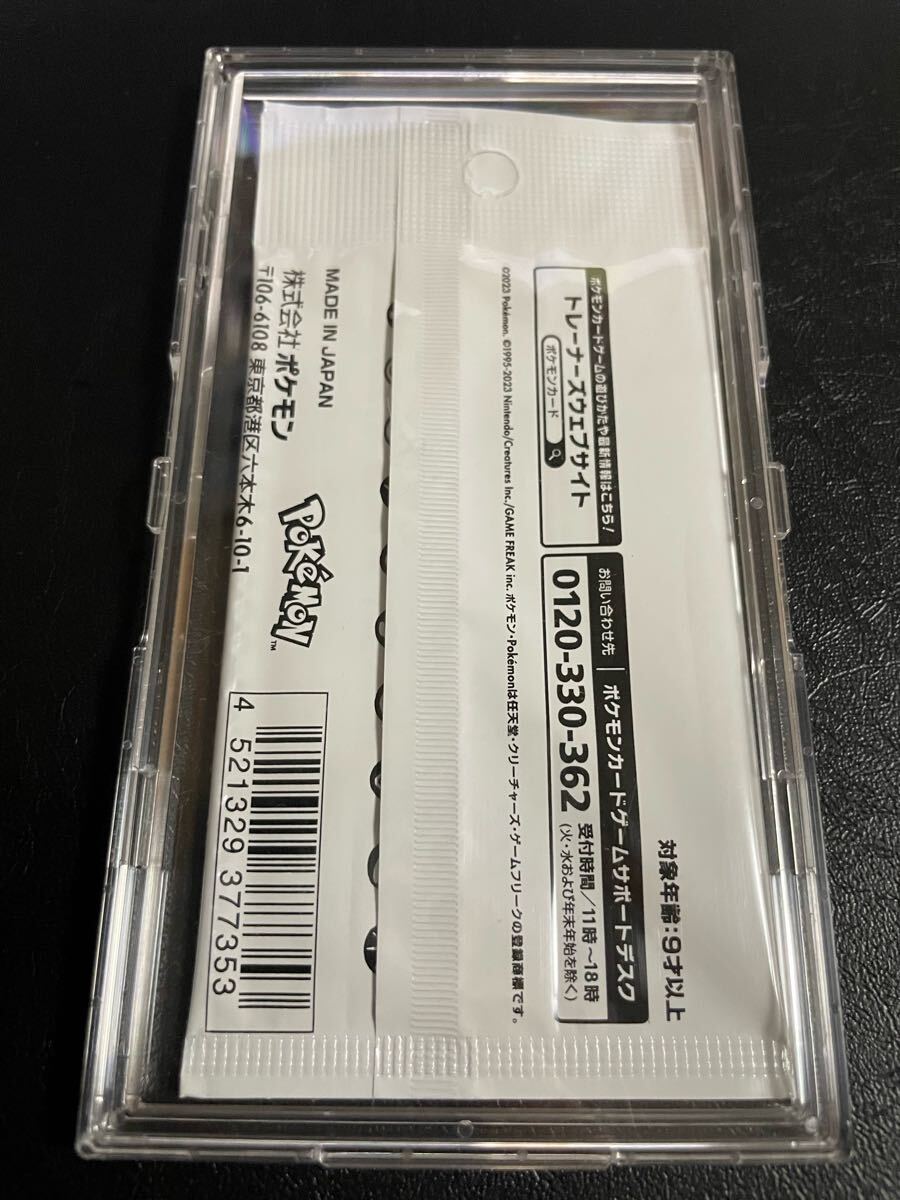 対象年齢：9才以上
ポケモンカードゲームの遊びかたや最新情報はこちら！
トレーナーズウェブサイト
ポケモンカード
お問い合わせ先 ポケモンカードゲームサポートデスク
0120-330-362 受付時間／11時～18時
(火・水および年末年始を除く)
©2023 Pokémon. ©1995-2023 Nintendo/Creatures Inc./GAME FREAK inc. ポケモン・Pokémonは任天堂・クリーチャーズ・ゲームフリークの登録商標です。
MADE IN JAPAN
株式会社 ポケモン
〒106-6108 東京都港区六本木6-10-1
POKÉMON™
4 521329 377353